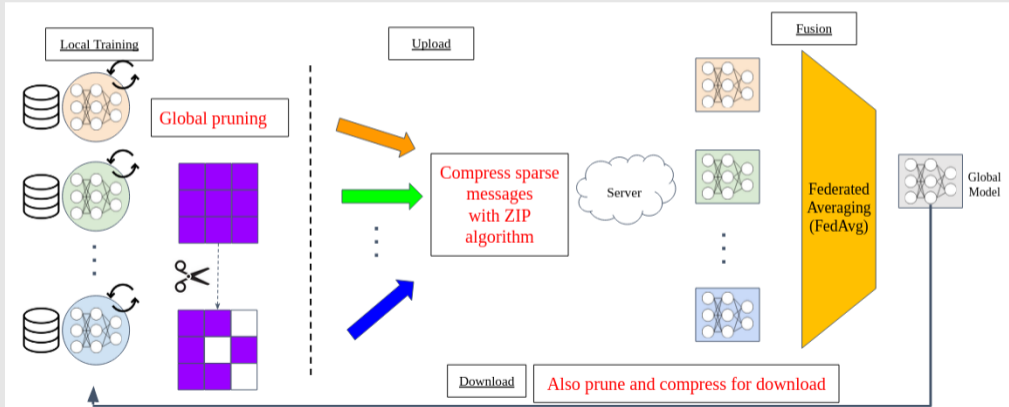 Local Training
Upload
Fusion
Global pruning
Compress sparse
messages
with ZIP
algorithm
Server
Federated
Averaging
(FedAvg)
Global
Model
Download
Also prune and compress for download